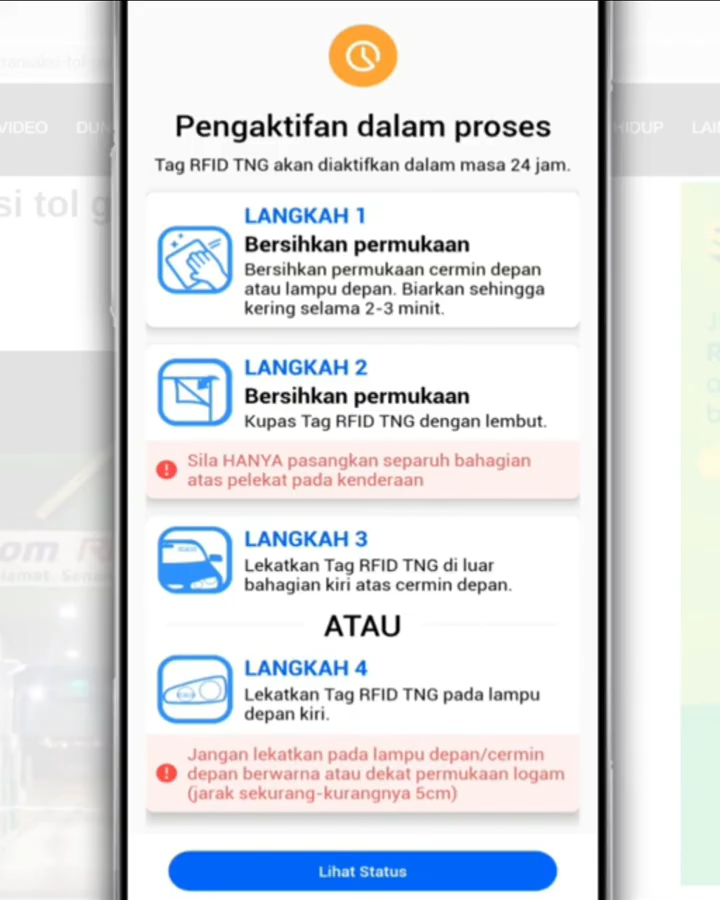 VIDEO
HIDUP
Pengaktifan dalam proses
Tag RFID TNG akan diaktifkan dalam masa 24 jam.
LANGKAH 1
Bersihkan permukaan
Bersihkan permukaan cermin depan
atau lampu depan. Biarkan sehingga
kering selama 2-3 minit.
LANGKAH 2
Bersihkan permukaan
Kupas Tag RFID TNG dengan lembut.
Sila HANYA pasangkan separuh bahagian
atas pelekat pada kenderaan
LANGKAH 3
Lekatkan Tag RFID TNG di luar
bahagian kiri atas cermin depan.
ATAU
LANGKAH 4
Lekatkan Tag RFID TNG pada lampu
depan kiri.
Jangan lekatkan pada lampu depan/cermin
depan berwarna atau dekat permukaan logam
(jarak sekurang-kurangnya 5cm)
Lihat Status